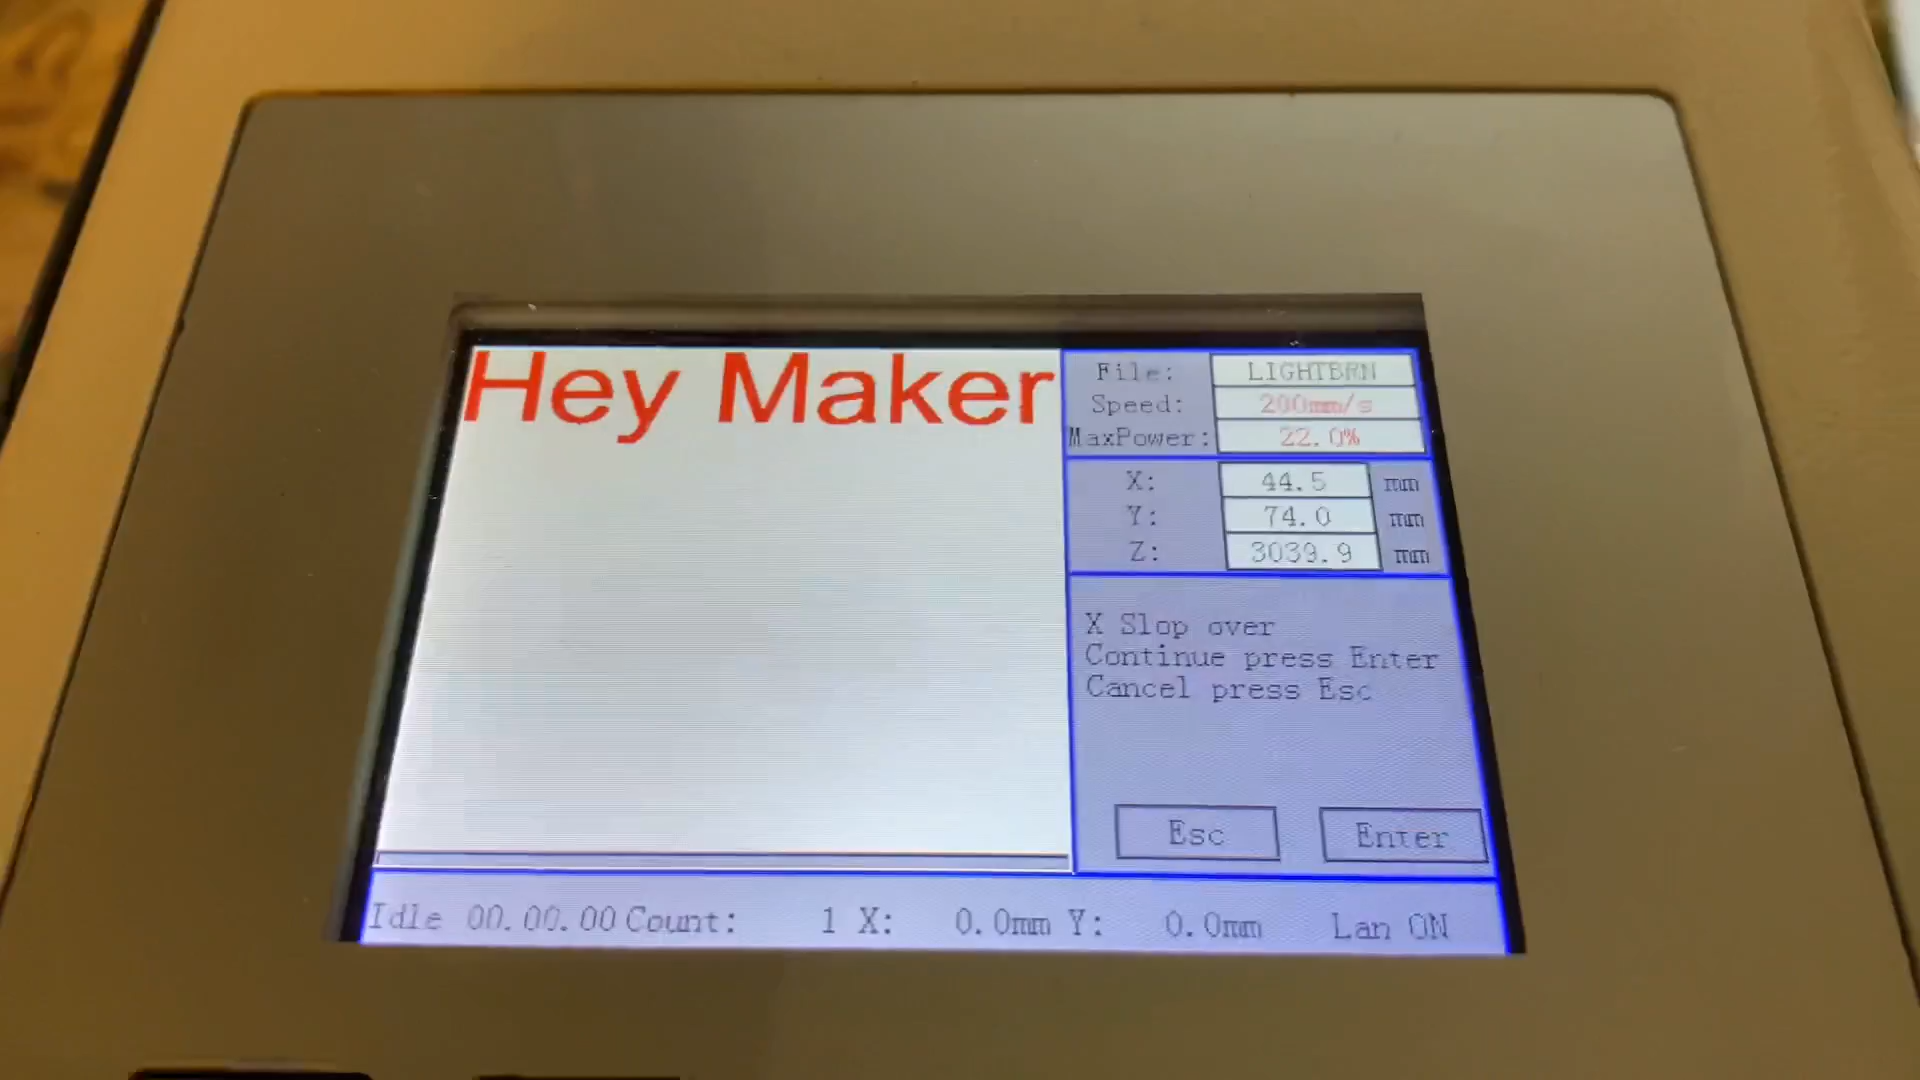 Hey Maker
File: LIGHTBRN
Speed: 200mm/s
MaxPower: 22.0%
X: 44.5 mm
Y: 74.0 mm
Z: 3039.9 mm
X Slop over
Continue press Enter
Cancel press Esc
Esc Enter
Idle 00.00.00 Count: 1 X: 0.0mm Y: 0.0mm Lan ON